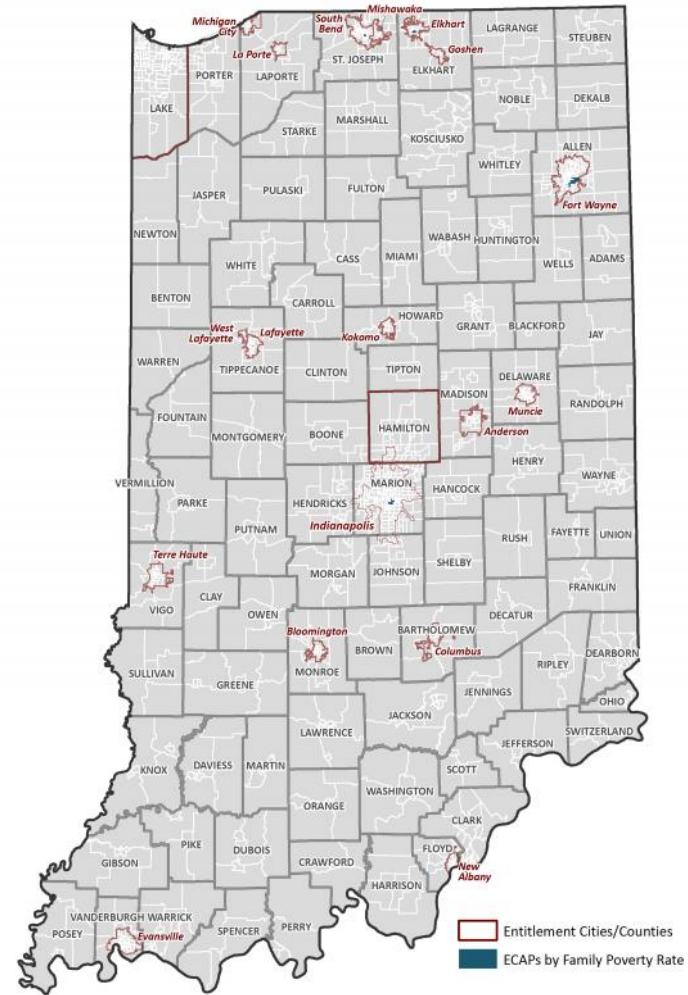 Mishawaka
Michigan
City
South
Bend
Elkhart
LAGRANGE
STEUBEN
La Porte
Goshen
ST. JOSEPH
PORTER
LAPORTE
ELKHART
LAKE
NOBLE
DEKALB
MARSHALL
STARKE
KOSCIUSKO
ALLEN
WHITLEY
JASPER
PULASKI
FULTON
Fort Wayne
NEWTON
WABASH
HUNTINGTON
WHITE
CASS
MIAMI
WELLS
ADAMS
BENTON
CARROLL
HOWARD
GRANT
BLACKFORD
JAY
West
Lafayette
Lafayette
Kokomo
WARREN
TIPPECANOE
CLINTON
TIPTON
DELAWARE
MADISON
RANDOLPH
Muncie
FOUNTAIN
MONTGOMERY
BOONE
HAMILTON
Anderson
HENRY
WAYNE
VERMILLION
MARION
HANCOCK
PARKE
HENDRICKS
PUTNAM
Indianapolis
RUSH
FAYETTE
UNION
Terre Haute
SHELBY
MORGAN
JOHNSON
FRANKLIN
CLAY
VIGO
OWEN
DECATUR
Bloomington
BARTHOLOMEW
BROWN
Columbus
DEARBORN
RIPLEY
SULLIVAN
MONROE
GREENE
JENNINGS
OHIO
JACKSON
LAWRENCE
SWITZERLAND
JEFFERSON
KNOX
DAVIESS
MARTIN
SCOTT
WASHINGTON
ORANGE
CLARK
PIKE
DUBOIS
FLOYD
GIBSON
CRAWFORD
New
Albany
HARRISON
VANDERBURGH
WARRICK
SPENCER
PERRY
POSEY
Evansville
Entitlement Cities/Counties
ECAPs by Family Poverty Rate